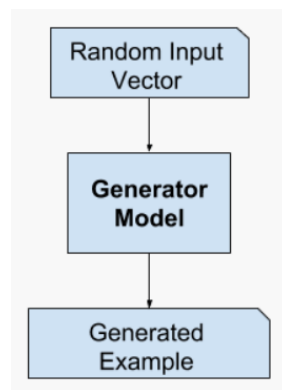 Random Input
Vector
Generator
Model
Generated
Example